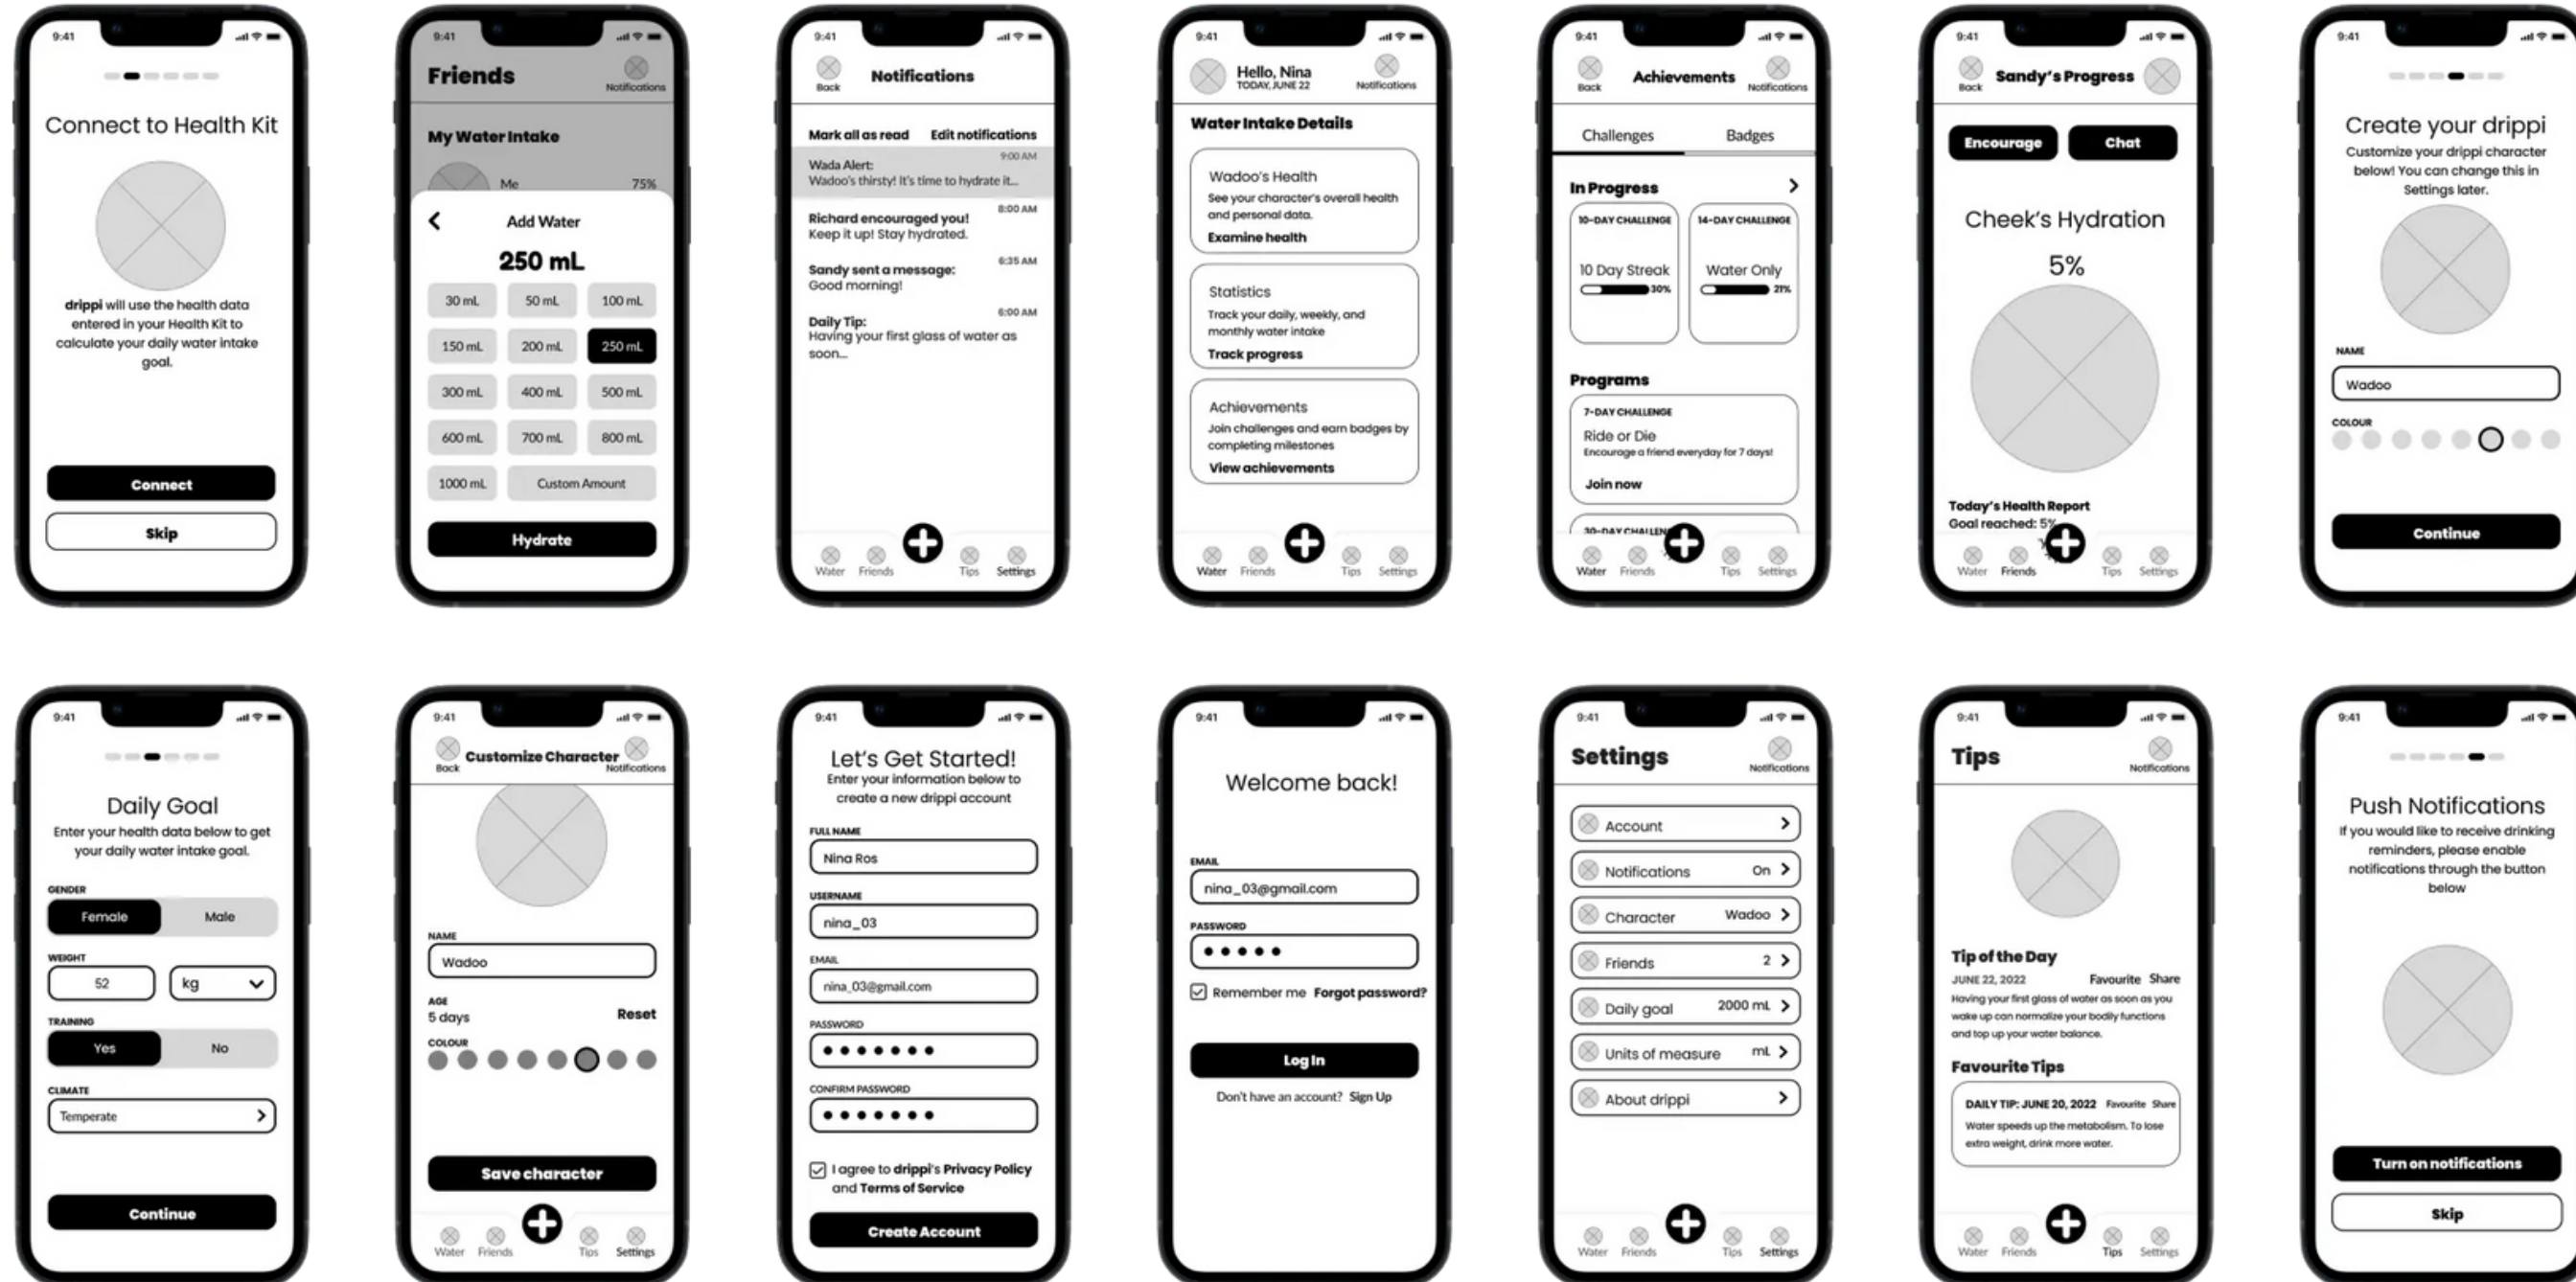 9:41
Connect to Health Kit
drippi will use the health data
entered in your Health Kit to
calculate your daily water intake
goal.
Connect
Skip
9:41
Friends
Notifications
My Water Intake
Me 75%
Add Water
250 mL
30 mL 50 mL 100 mL
150 mL 200 mL 250 mL
300 mL 400 mL 500 mL
600 mL 700 mL 800 mL
1000 mL Custom Amount
Hydrate
9:41
Back Notifications
Mark all as read Edit notifications
9:00 AM
Wada Alert:
Wadoo's thirsty! It's time to hydrate it...
8:00 AM
Richard encouraged you!
Keep it up! Stay hydrated.
6:35 AM
Sandy sent a message:
Good morning!
6:00 AM
Daily Tip:
Having your first glass of water as
soon...
Water Friends Tips Settings
9:41
Hello, Nina
TODAY, JUNE 22
Notifications
Water Intake Details
Wadoo's Health
See your character's overall health
and personal data.
Examine health
Statistics
Track your daily, weekly, and
monthly water intake
Track progress
Achievements
Join challenges and earn badges by
completing milestones
View achievements
Water Friends Tips Settings
9:41
Back Achievements Notifications
Challenges Badges
In Progress
10-DAY CHALLENGE
10 Day Streak
30%
14-DAY CHALLENGE
Water Only
21%
Programs
7-DAY CHALLENGE
Ride or Die
Encourage a friend everyday for 7 days!
Join now
30-DAY CHALLEN
Water Friends Tips Settings
9:41
Back Sandy's Progress
Encourage Chat
Cheek's Hydration
5%
Today's Health Report
Goal reached: 5%
Water Friends Tips Settings
9:41
Create your drippi
Customize your drippi character
below! You can change this in
Settings later.
NAME
Wadoo
COLOUR
Continue
9:41
Daily Goal
Enter your health data below to get
your daily water intake goal.
GENDER
Female Male
WEIGHT
52 kg
TRAINING
Yes No
CLIMATE
Temperate
Continue
9:41
Back Customize Character Notifications
NAME
Wadoo
AGE
5 days Reset
COLOUR
Save character
Water Friends Tips Settings
9:41
Let's Get Started!
Enter your information below to
create a new drippi account
FULL NAME
Nina Ros
USERNAME
nina_03
EMAIL
nina_03@gmail.com
PASSWORD
CONFIRM PASSWORD
I agree to drippi's Privacy Policy
and Terms of Service
Create Account
9:41
Welcome back!
EMAIL
nina_03@gmail.com
PASSWORD
Remember me Forgot password?
Log In
Don't have an account? Sign Up
9:41
Settings
Notifications
Account
Notifications On
Character Wadoo
Friends 2
Daily goal 2000 mL
Units of measure mL
About drippi
Water Friends Tips Settings
9:41
Tips
Notifications
Tip of the Day
JUNE 22, 2022 Favourite Share
Having your first glass of water as soon as you
wake up can normalize your bodily functions
and top up your water balance.
Favourite Tips
DAILY TIP: JUNE 20, 2022 Favourite Share
Water speeds up the metabolism. To lose
extra weight, drink more water.
Water Friends Tips Settings
9:41
Push Notifications
If you would like to receive drinking
reminders, please enable
notifications through the button
below
Turn on notifications
Skip